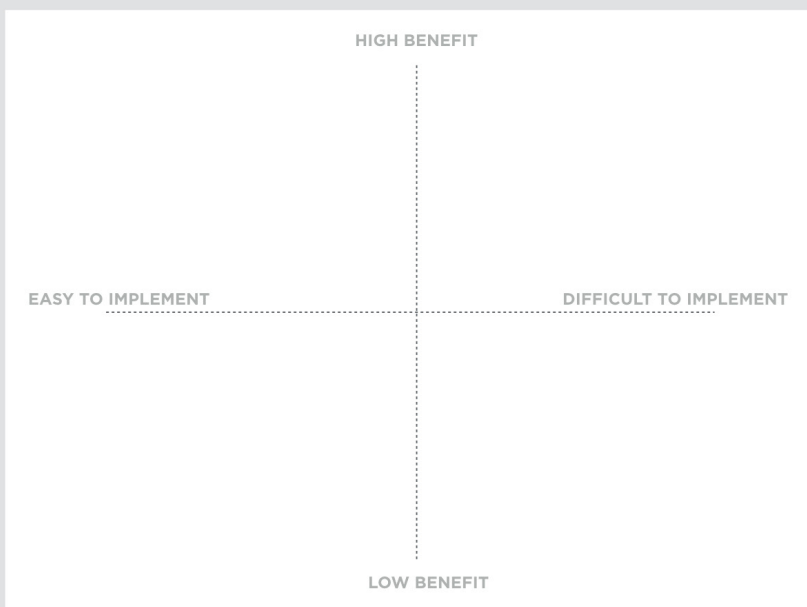 HIGH BENEFIT
EASY TO IMPLEMENT
DIFFICULT TO IMPLEMENT
LOW BENEFIT